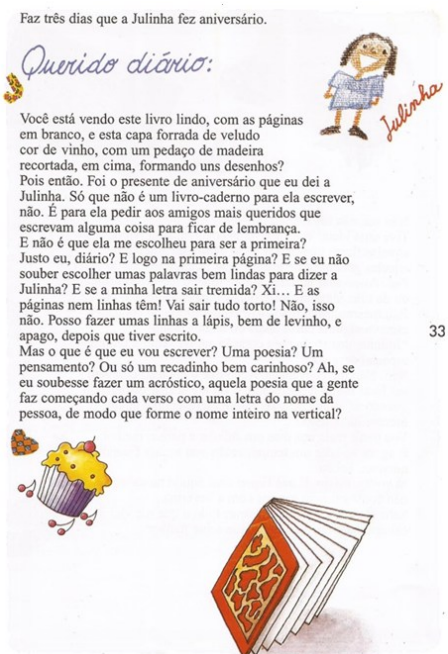 Faz três dias que a Julinha fez aniversário.
Querido diário:
Julinha
Você está vendo este livro lindo, com as páginas
em branco, e esta capa forrada de veludo
cor de vinho, com um pedaço de madeira
recortada, em cima, formando uns desenhos?
Pois então. Foi o presente de aniversário que eu dei a
Julinha. Só que não é um livro-caderno para ela escrever,
não. É para ela pedir aos amigos mais queridos que
escrevam alguma coisa para ficar de lembrança.
E não é que ela me escolheu para ser a primeira?
Justo eu, diário? E logo na primeira página? E se eu não
souber escolher umas palavras bem lindas para dizer a
Julinha? E se a minha letra sair tremida? Xi... E as
páginas nem linhas têm! Vai sair tudo torto! Não, isso
não. Posso fazer umas linhas a lápis, bem de levinho, e
apago, depois que tiver escrito.
33
Mas o que é que eu vou escrever? Uma poesia? Um
pensamento? Ou só um recadinho bem carinhoso? Ah, se
eu soubesse fazer um acróstico, aquela poesia que a gente
faz começando cada verso com uma letra do nome da
pessoa, de modo que forme o nome inteiro na vertical?